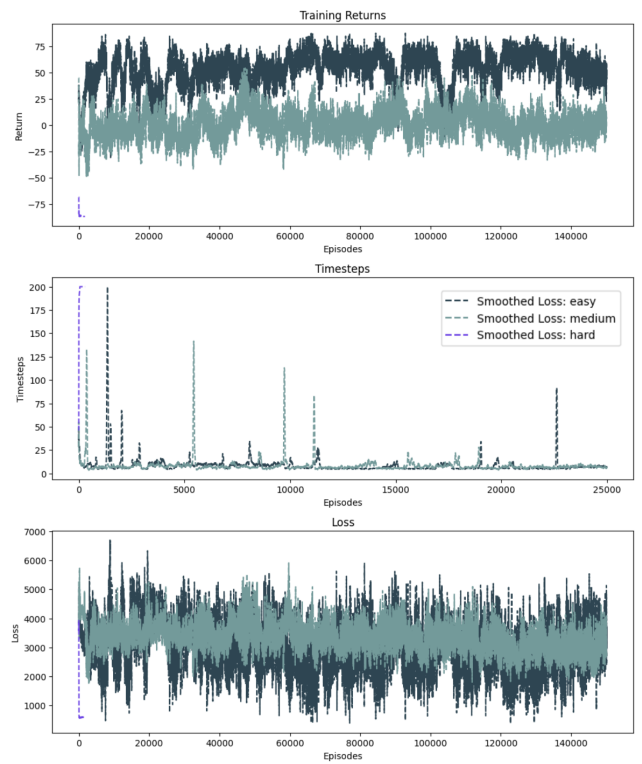 Training Returns
75
50
25
0
−25
−50
−75
Return
0 20000 40000 60000 80000 100000 120000 140000
Episodes
Timesteps
200
175
150
125
100
75
50
25
0
Timesteps
Smoothed Loss: easy
Smoothed Loss: medium
Smoothed Loss: hard
0 5000 10000 15000 20000 25000
Episodes
Loss
7000
6000
5000
4000
3000
2000
1000
Loss
0 20000 40000 60000 80000 100000 120000 140000
Episodes